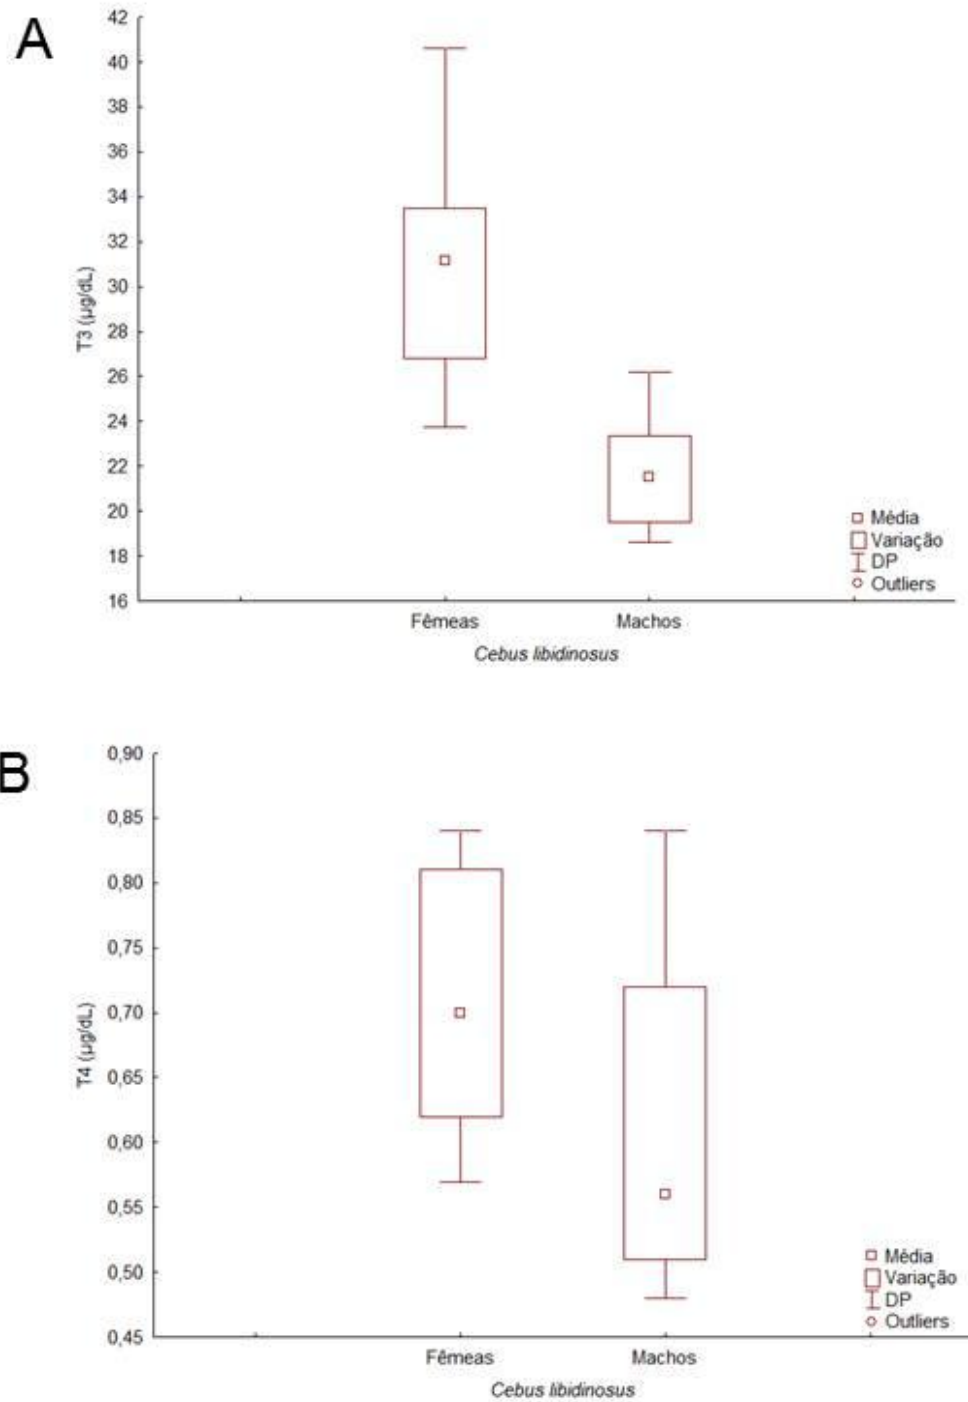 A
42
40
38
36
34
32
30
28
26
24
22
20
18
16
T3 (µg/dL)
Média
Variação
DP
Outliers
Fêmeas Machos
Cebus libidinosus
B
0,90
0,85
0,80
0,75
0,70
0,65
0,60
0,55
0,50
0,45
T4 (µg/dL)
Média
Variação
DP
Outliers
Fêmeas Machos
Cebus libidinosus